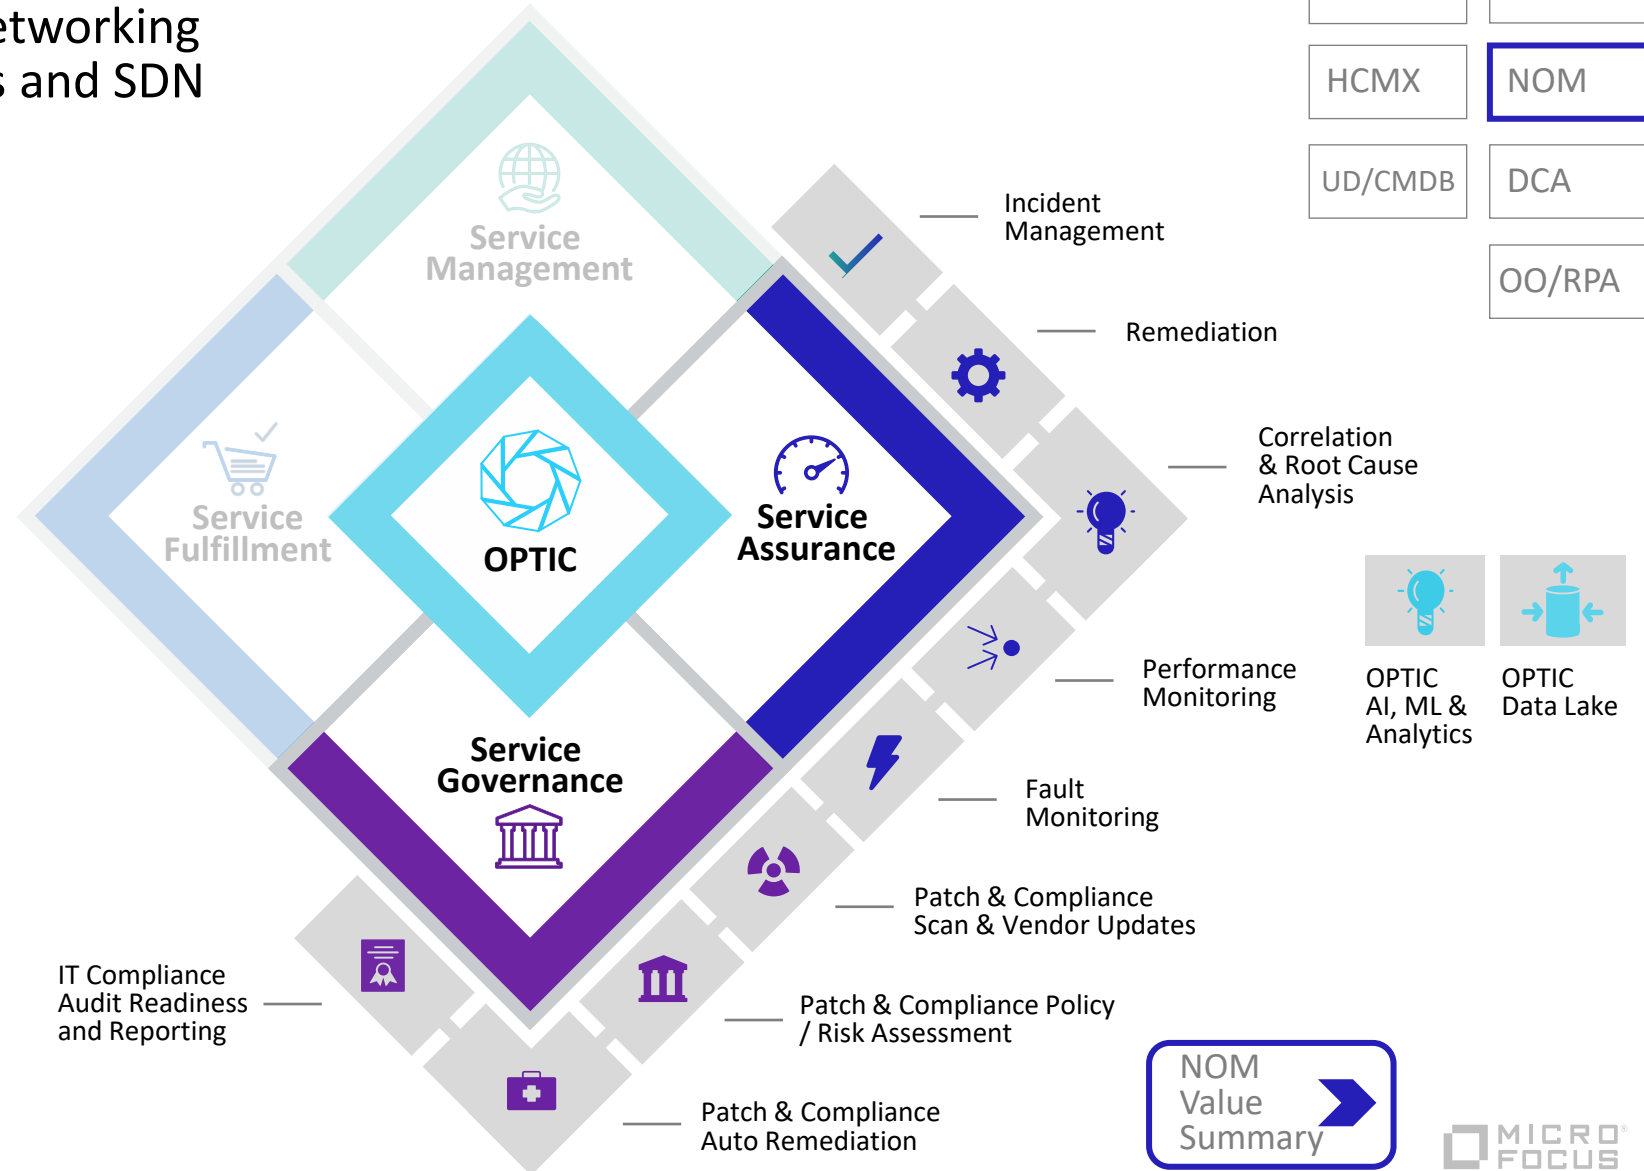 etworking
s and SDN
HCMX
NOM
UD/CMDB
DCA
OO/RPA
Service
Management
Incident
Management
Remediation
Correlation
& Root Cause
Analysis
Service
Fulfillment
OPTIC
Service
Assurance
Performance
Monitoring
OPTIC
AI, ML &
Analytics
OPTIC
Data Lake
Service
Governance
Fault
Monitoring
Patch & Compliance
Scan & Vendor Updates
IT Compliance
Audit Readiness
and Reporting
Patch & Compliance Policy
/ Risk Assessment
Patch & Compliance
Auto Remediation
NOM
Value
Summary
MICRO
FOCUS